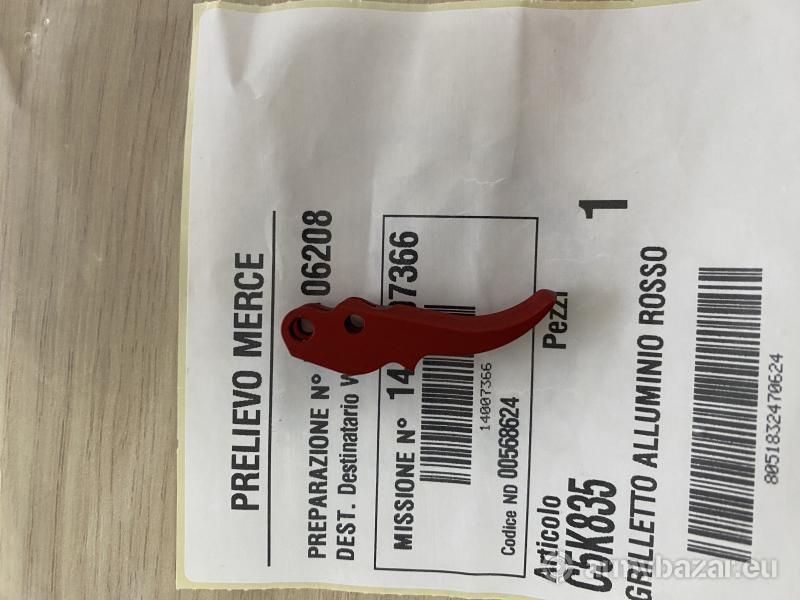 PRELIEVO MERCE
PREPARAZIONE N° 06208
DEST. Destinatario
MISSIONE N° 14 7366
14007366
Codice ND 00568624
Articolo Pezzi
C5K835 1
GRILLETTO ALLUMINIO ROSSO
8051832470624
armybazar.eu